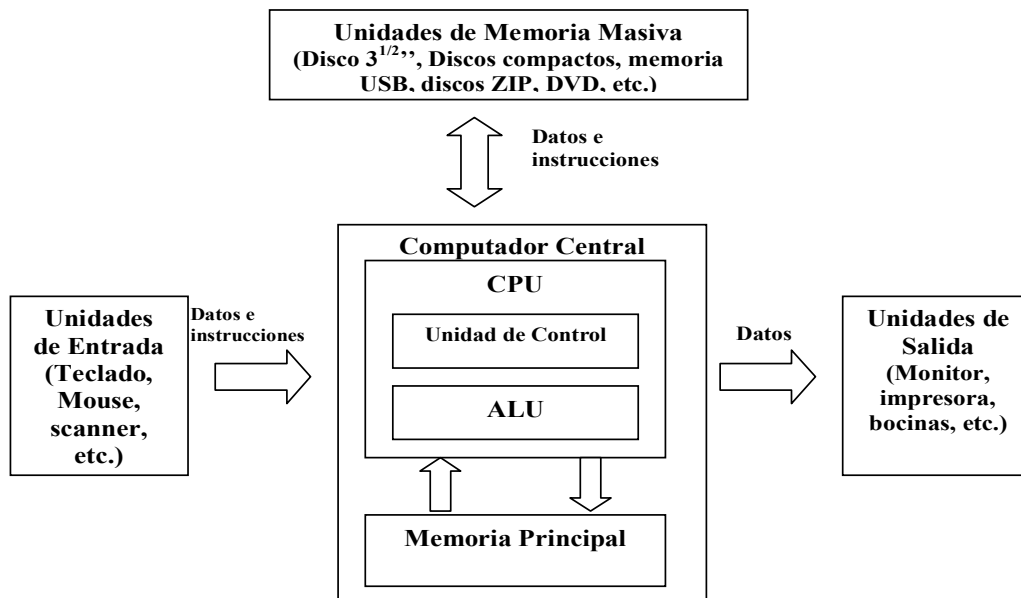 Unidades de Memoria Masiva
(Disco 3^{1/2}’’, Discos compactos, memoria
USB, discos ZIP, DVD, etc.)
Datos e
instrucciones
Computador Central
CPU
Unidad de Control
ALU
Memoria Principal
Unidades
de Entrada
(Teclado,
Mouse,
scanner,
etc.)
Datos e
instrucciones
Datos
Unidades de
Salida
(Monitor,
impresora,
bocinas, etc.)